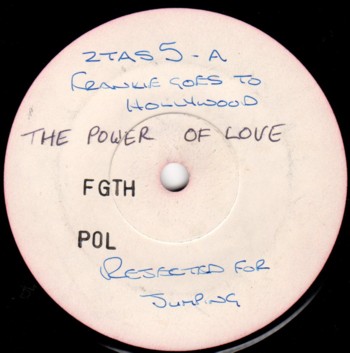 ZTAS 5 - A
FRANKIE GOES TO
HOLLYWOOD
THE POWER OF LOVE
FGTH
POL
REJECTED FOR
JUMPING